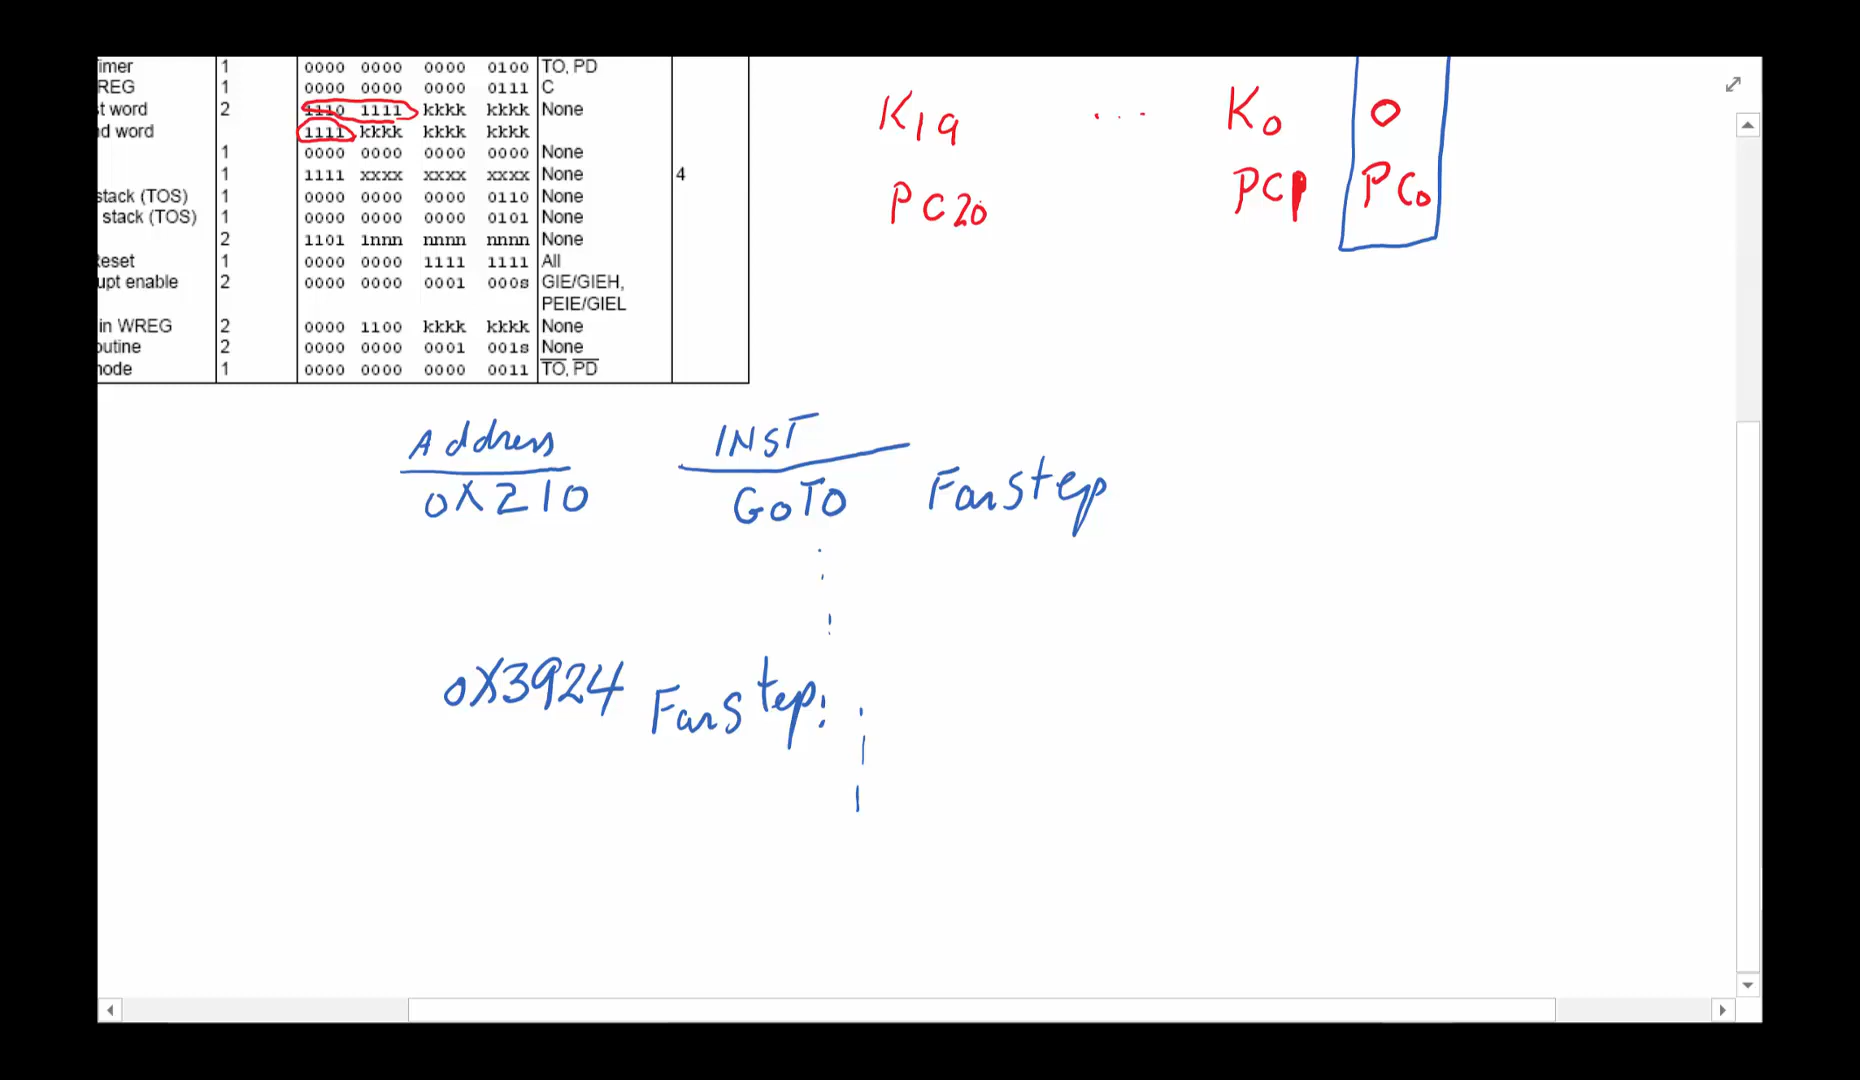 imer 1 0000 0000 0000 0100 TO, PD
REG 1 0000 0000 0000 0111 C
t word 2 1110 1111 kkkk kkkk None
d word 1111 kkkk kkkk kkkk
1 0000 0000 0000 0000 None
1 1111 xxxx xxxx xxxx None 4
stack (TOS) 1 0000 0000 0000 0110 None
stack (TOS) 1 0000 0000 0000 0101 None
2 1101 1nnn nnnn nnnn None
Reset 1 0000 0000 1111 1111 All
upt enable 2 0000 0000 0001 000s GIE/GIEH,
PEIE/GIEL
in WREG 2 0000 1100 kkkk kkkk None
outine 2 0000 0000 0001 001s None
mode 1 0000 0000 0000 0011 TO, PD
K19 ... K0 0
PC20 PC1 PC0
Address INST
0X210 GOTO Farstep
0X3924 Farstep: